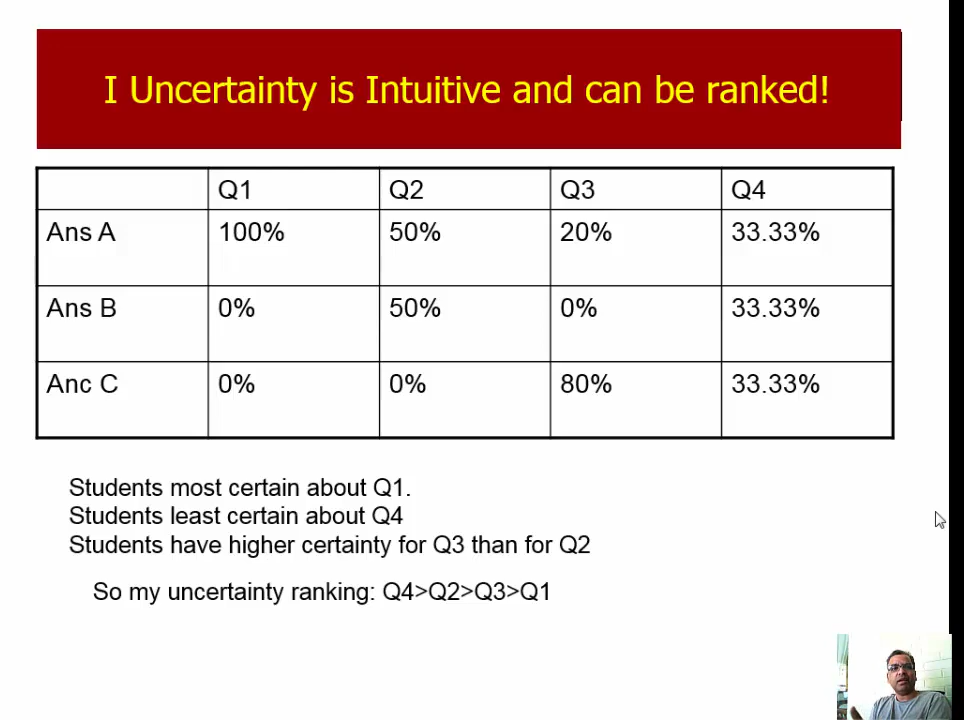 I Uncertainty is Intuitive and can be ranked!
Q1 Q2 Q3 Q4
Ans A 100% 50% 20% 33.33%
Ans B 0% 50% 0% 33.33%
Anc C 0% 0% 80% 33.33%
Students most certain about Q1.
Students least certain about Q4
Students have higher certainty for Q3 than for Q2
So my uncertainty ranking: Q4>Q2>Q3>Q1